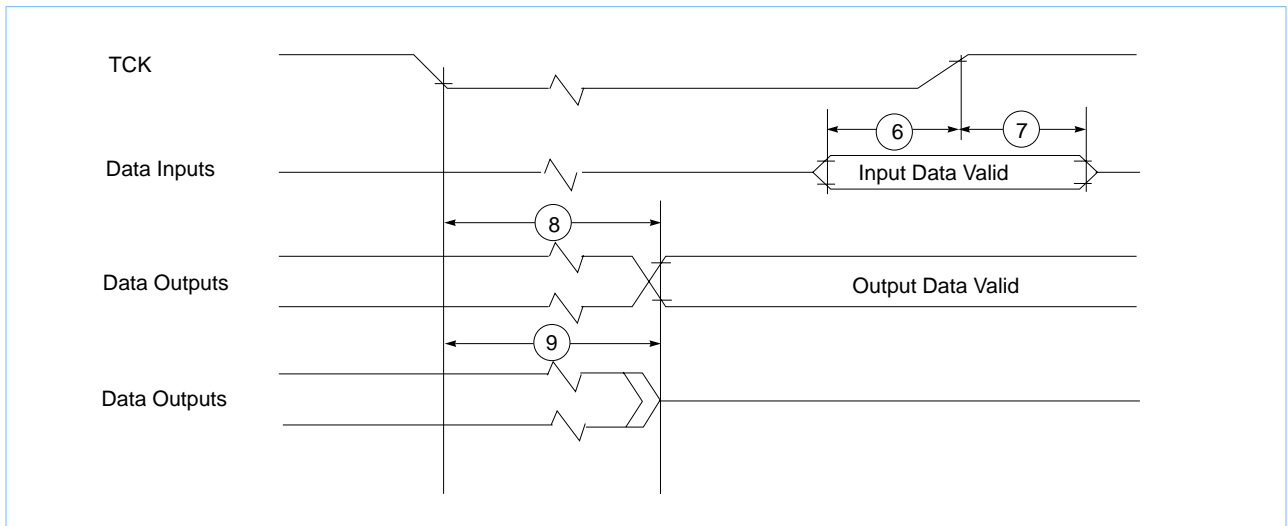 TCK
6
7
Data Inputs
Input Data Valid
8
Data Outputs
Output Data Valid
9
Data Outputs